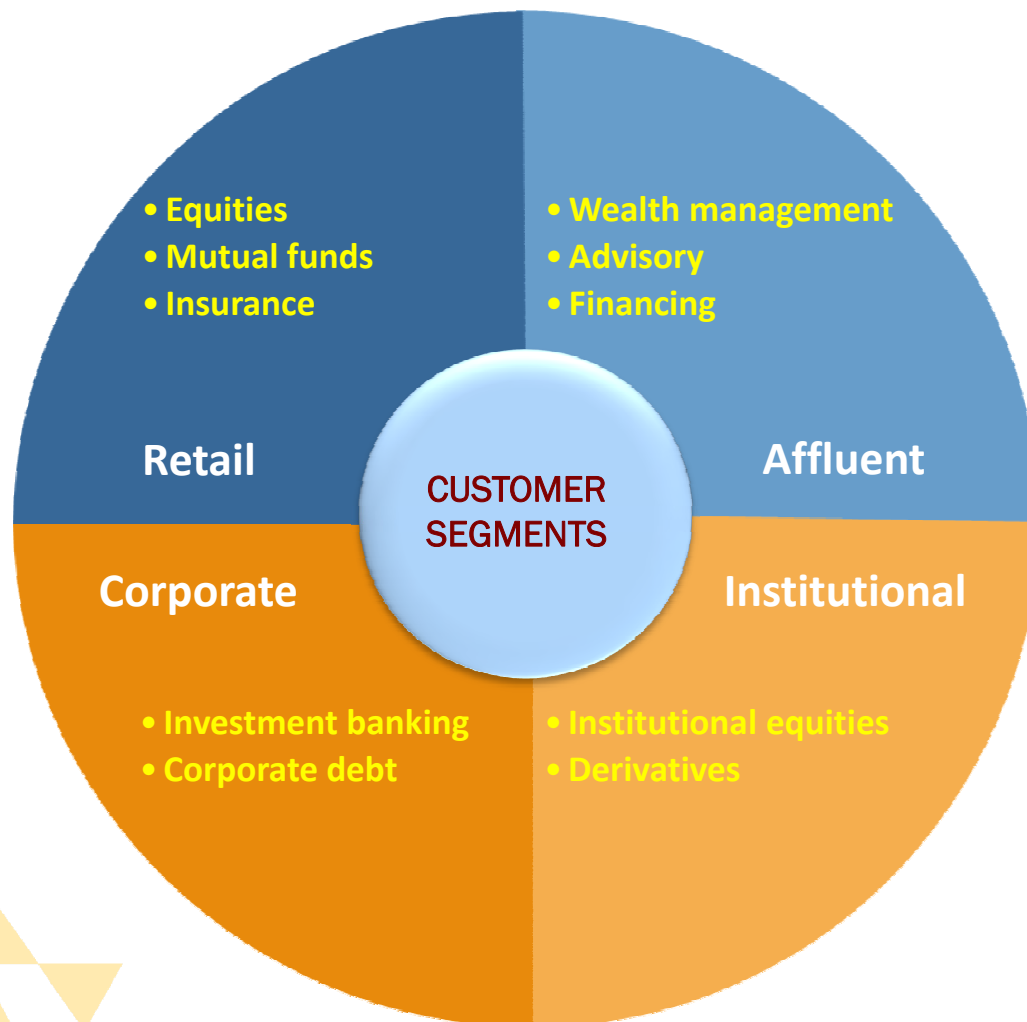 • Equities
• Mutual funds
• Insurance
Retail
• Wealth management
• Advisory
• Financing
Affluent
CUSTOMER
SEGMENTS
Corporate
• Investment banking
• Corporate debt
Institutional
• Institutional equities
• Derivatives